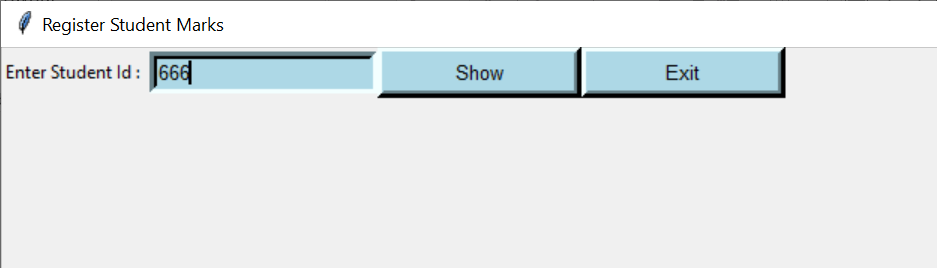 Register Student Marks
Enter Student Id : 666 Show Exit